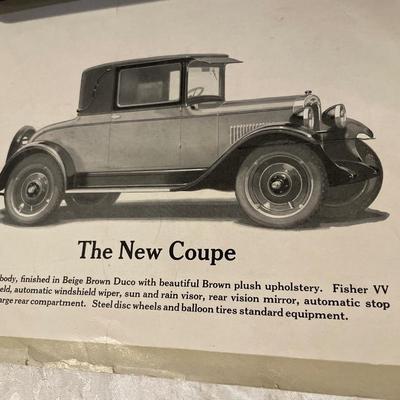 The New Coupe
body, finished in Beige Brown Duco with beautiful Brown plush upholstery. Fisher VV
automatic windshield wiper, sun and rain visor, rear vision mirror, automatic stop
large rear compartment. Steel disc wheels and balloon tires standard equipment.